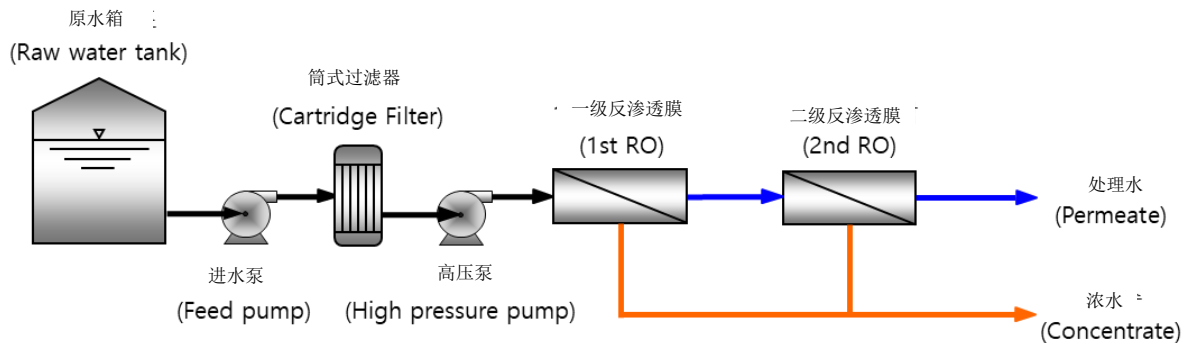 原水箱
(Raw water tank)
筒式过滤器
(Cartridge Filter)
一级反渗透膜
(1st RO)
二级反渗透膜
(2nd RO)
处理水
(Permeate)
进水泵
(Feed pump)
高压泵
(High pressure pump)
浓水
(Concentrate)